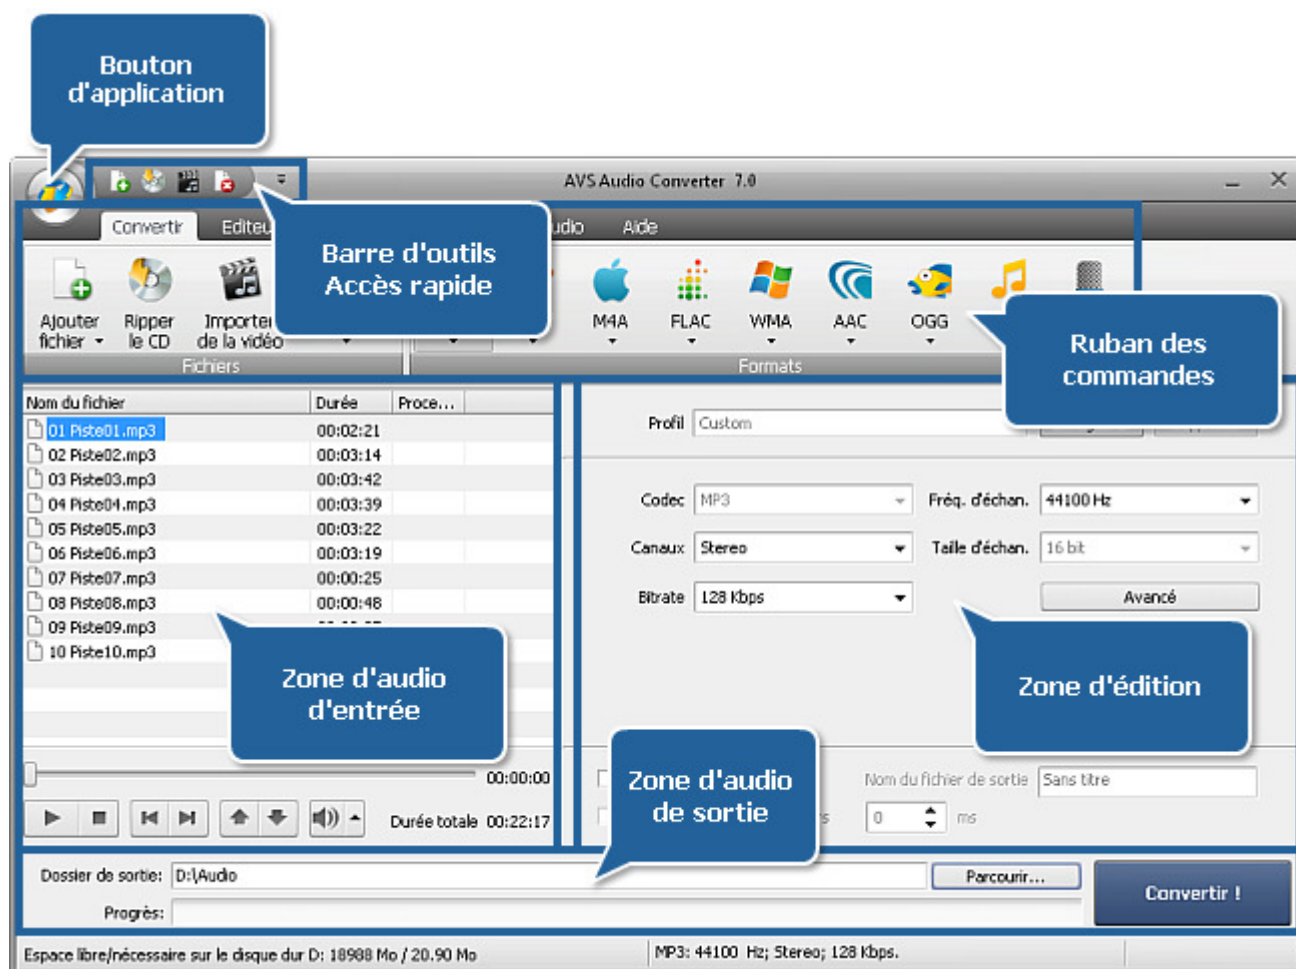 Bouton
d'application
AVS Audio Converter 7.0
Convertir
Barre d'outils
Accès rapide
Aide
Ajouter
fichier
Ripper
le CD
Importer
de la vidéo
M4A
FLAC
WMA
AAC
OGG
Ruban des
commandes
Fichiers
Formats
Nom du fichier
Durée
Proce...
01 Piste01.mp3 00:02:21
02 Piste02.mp3 00:03:14
03 Piste03.mp3 00:03:42
04 Piste04.mp3 00:03:39
05 Piste05.mp3 00:03:22
06 Piste06.mp3 00:03:19
07 Piste07.mp3 00:00:25
08 Piste08.mp3 00:00:48
09 Piste09.mp3
10 Piste10.mp3
Zone d'audio
d'entrée
Profil Custom
Codec MP3
Fréq. d'échan. 44100 Hz
Canaux Stereo
Taille d'échan. 16 bit
Bitrate 128 Kbps
Avancé
Zone d'édition
00:00:00
Durée totale 00:22:17
Zone d'audio
de sortie
Nom du fichier de sortie Sans titre
0 ms
Dossier de sortie: D:\Audio
Parcourir...
Progrès:
Convertir !
Espace libre/nécessaire sur le disque dur D: 18988 Mo / 20.90 Mo
MP3: 44100 Hz; Stereo; 128 Kbps.